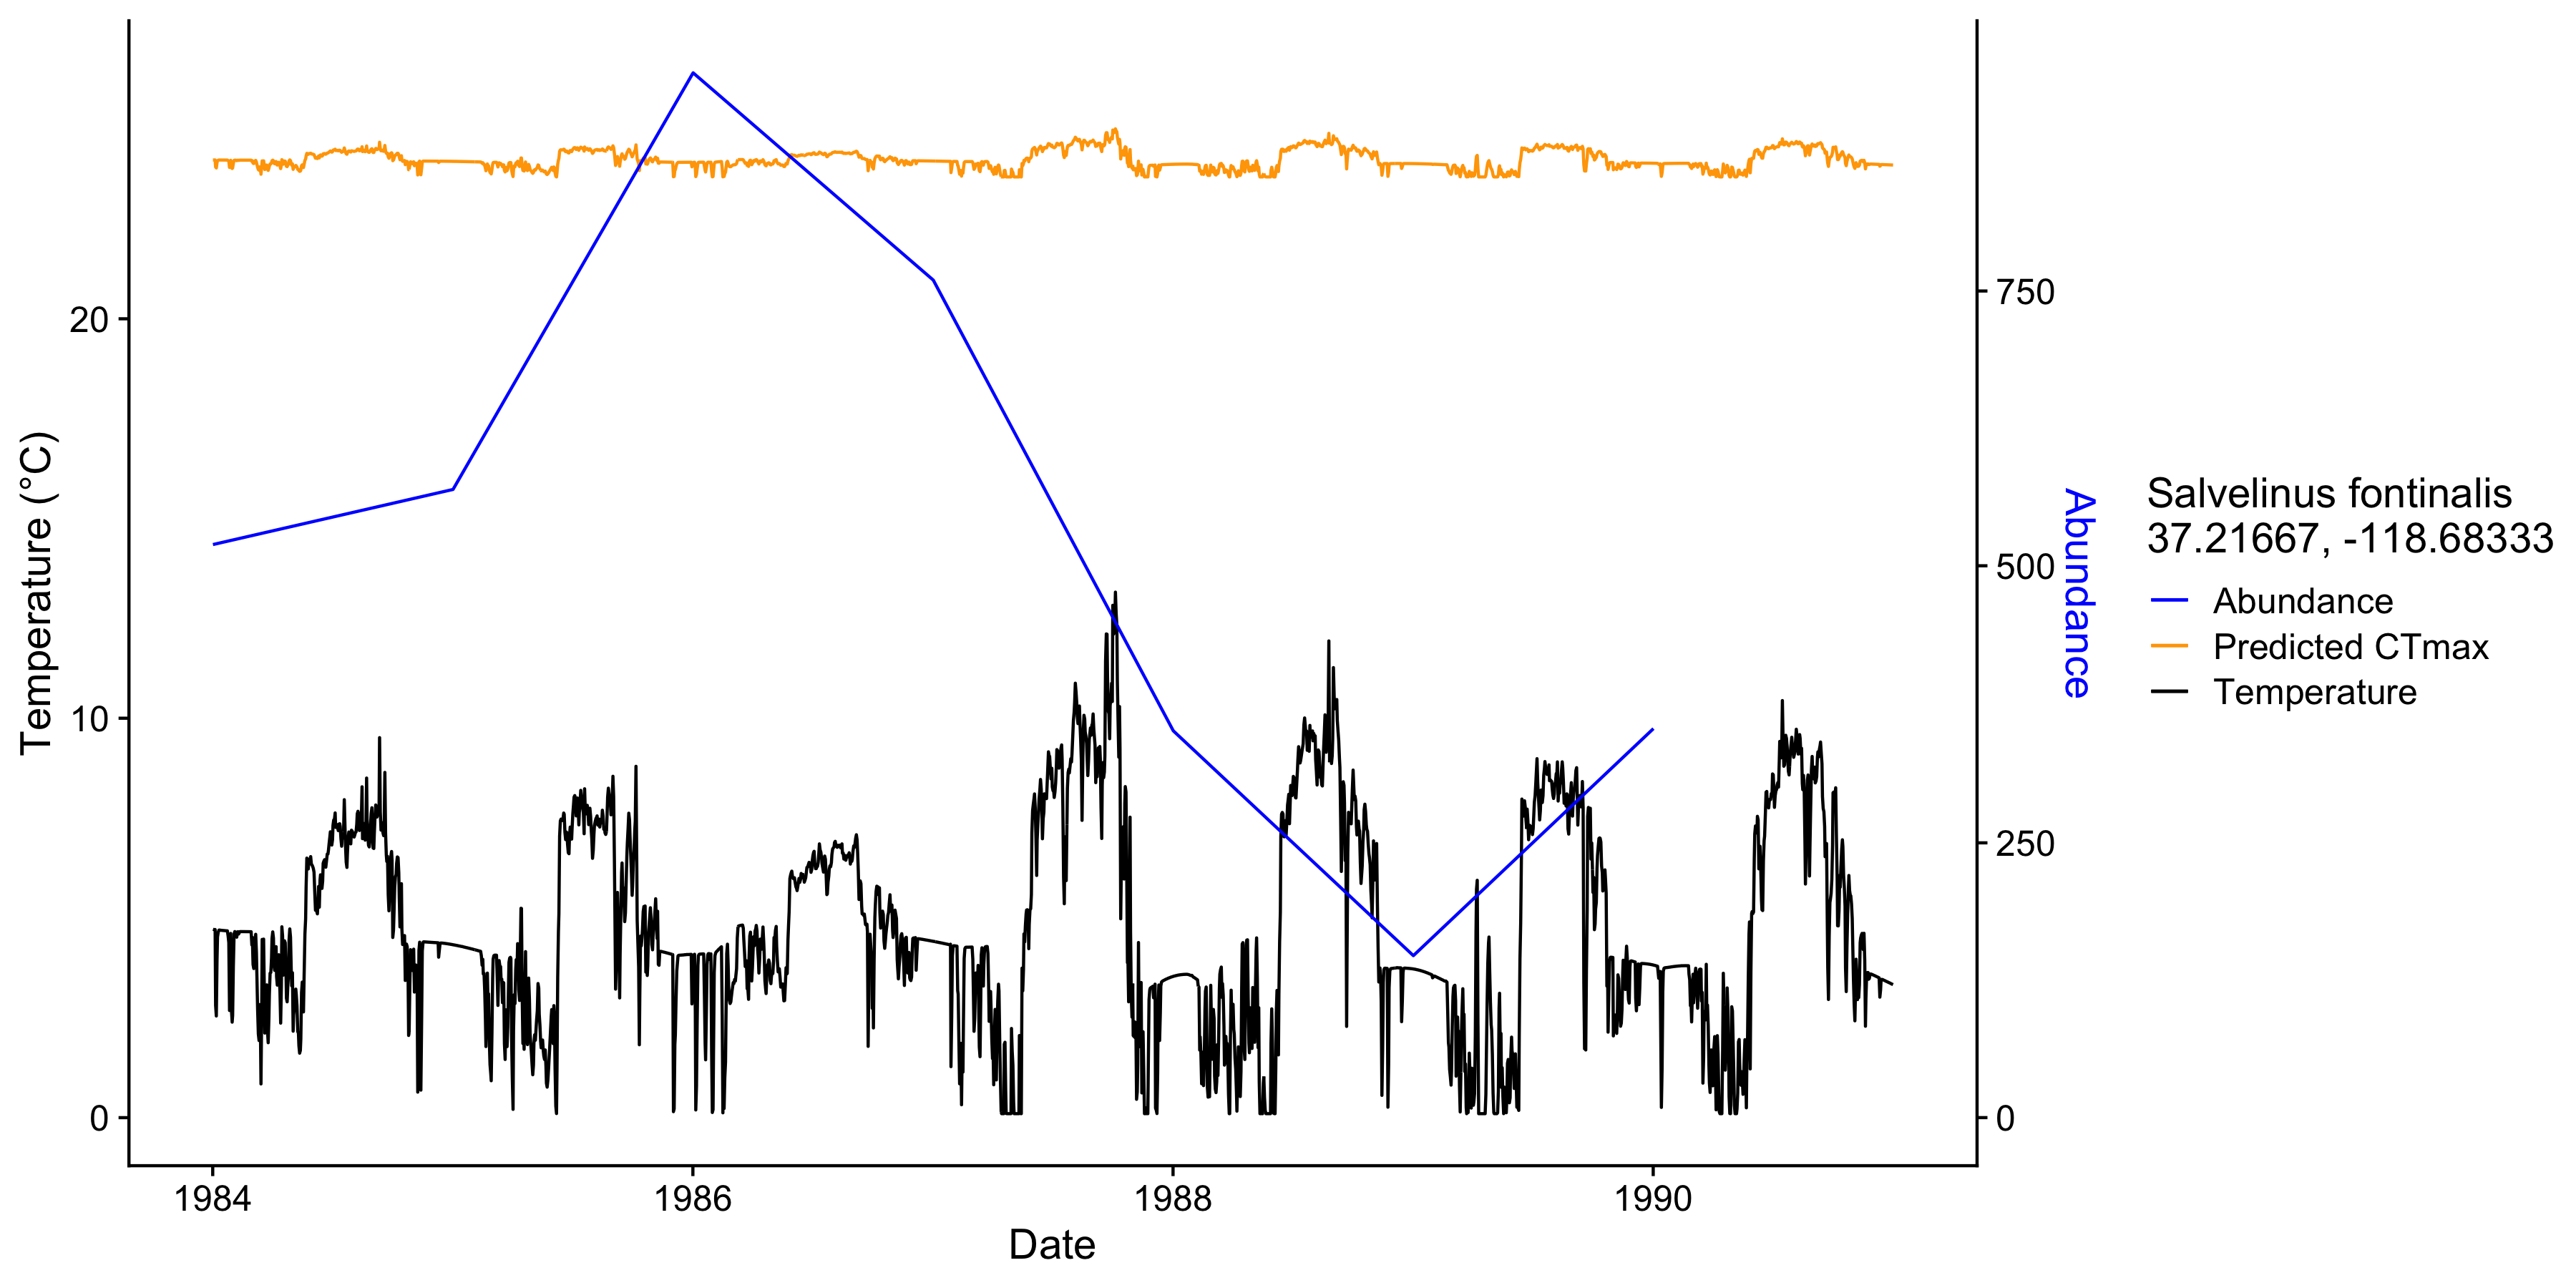 Temperature (°C)
20
10
0
1984
1986
1988
1990
Date
750
500
250
0
Abundance
Salvelinus fontinalis
37.21667, -118.68333
Abundance
Predicted CTmax
Temperature